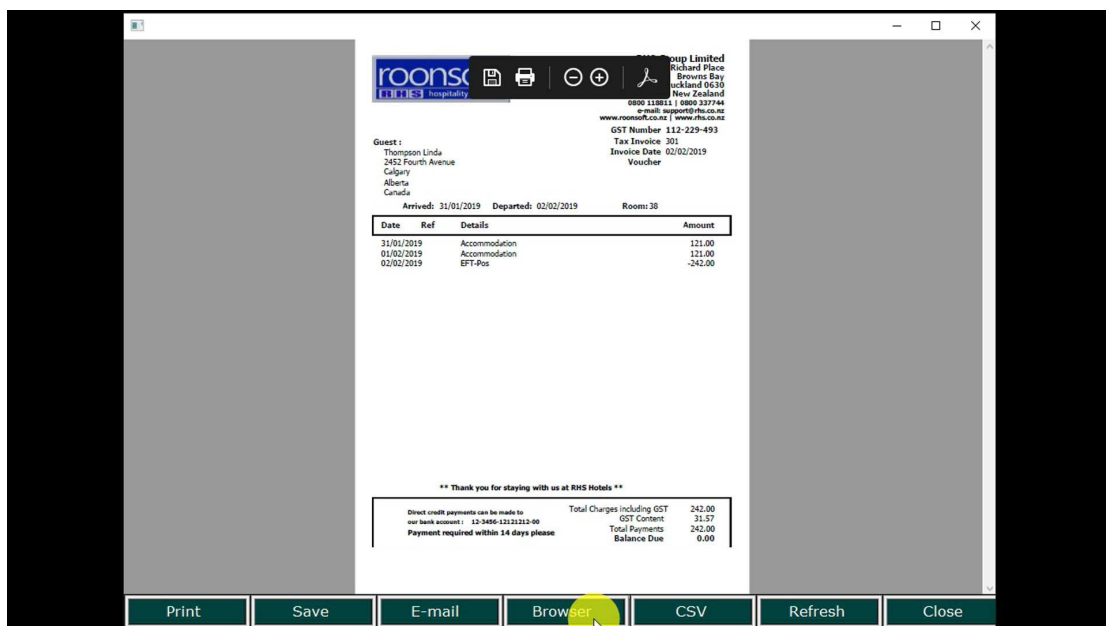 roons
RMS hospitality
oup Limited
Richard Place
Browns Bay
uckland 0630
New Zealand
0800 118811 | 0800 337744
e-mail: support@rhs.co.nz
www.roonsoft.co.nz | www.rhs.co.nz
GST Number 112-229-493
Tax Invoice 301
Invoice Date 02/02/2019
Voucher
Guest :
Thompson Linda
2452 Fourth Avenue
Calgary
Alberta
Canada
Arrived: 31/01/2019 Departed: 02/02/2019 Room: 38
Date Ref Details Amount
31/01/2019 Accommodation 121.00
01/02/2019 Accommodation 121.00
02/02/2019 EFT-Pos -242.00
** Thank you for staying with us at RHS Hotels **
Direct credit payments can be made to
our bank account : 12-3456-12121212-00
Payment required within 14 days please
Total Charges including GST 242.00
GST Content 31.57
Total Payments 242.00
Balance Due 0.00
Print Save E-mail Browser CSV Refresh Close